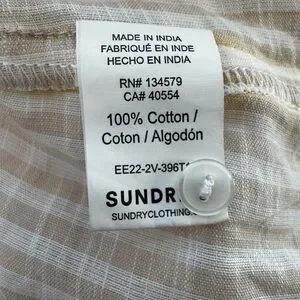 MADE IN INDIA
FABRIQUÉ EN INDE
HECHO EN INDIA
RN# 134579
CA# 40554
100% Cotton /
Coton / Algodón
EE22-2V-396T1
SUNDR
SUNDRYCLOTHING.